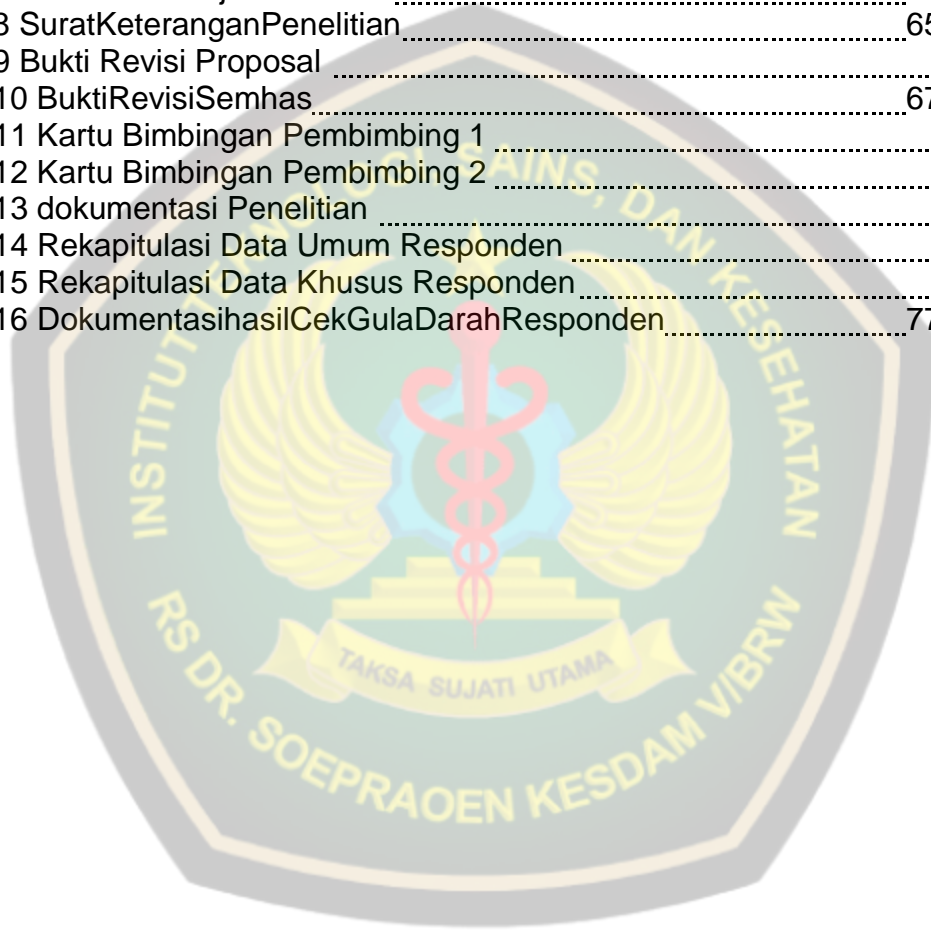 8 SuratKeteranganPenelitian 65
9 Bukti Revisi Proposal
10 BuktiRevisiSemhas 67
11 Kartu Bimbingan Pembimbing 1
12 Kartu Bimbingan Pembimbing 2
13 dokumentasi Penelitian
14 Rekapitulasi Data Umum Responden
15 Rekapitulasi Data Khusus Responden
16 DokumentasihasilCekGulaDarahResponden 77
INSTITUT TEKNOLOGI, SAINS, DAN KESEHATAN
TAKSA SUJATI UTAMA
RS DR. SOEPRAOEN KESDAM V/BRW